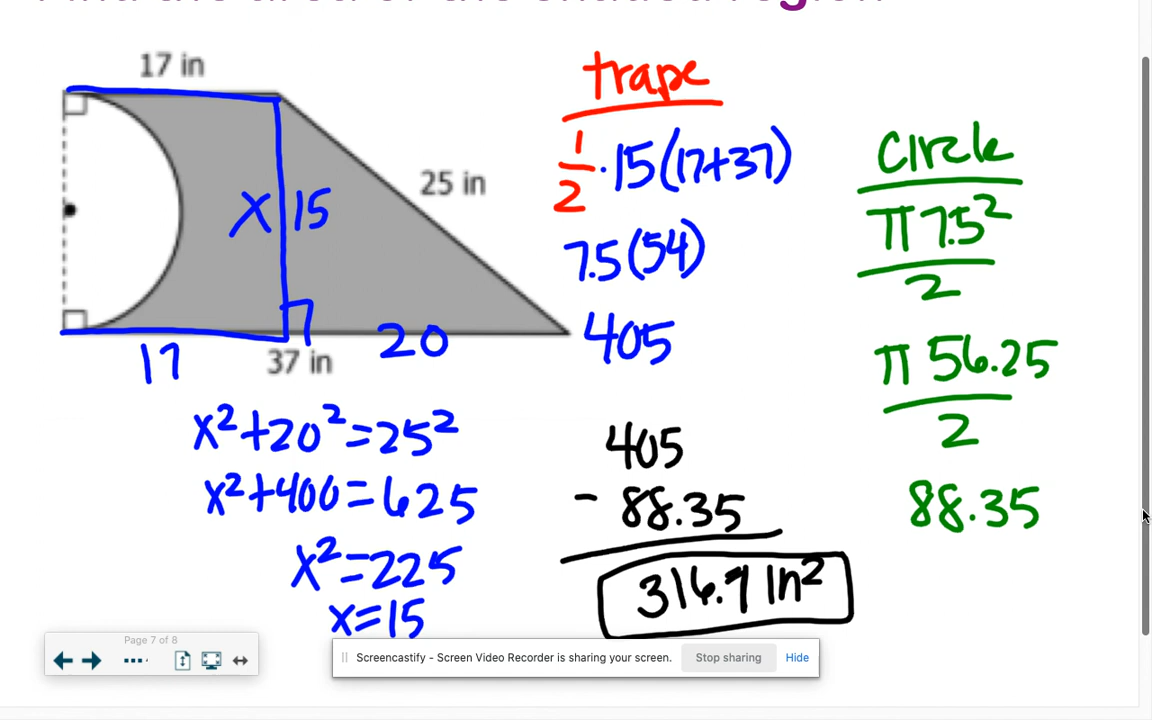 17 in
25 in
x 15
17
37 in
20
x²+20²=25²
x²+400=625
x²=225
x=15
trape
1/2·15(17+37)
7.5(54)
405
405
- 88.35
316.7 in²
circle
π7.5²
2
π 56.25
2
88.35
Page 7 of 8
Screencastify - Screen Video Recorder is sharing your screen.
Stop sharing
Hide